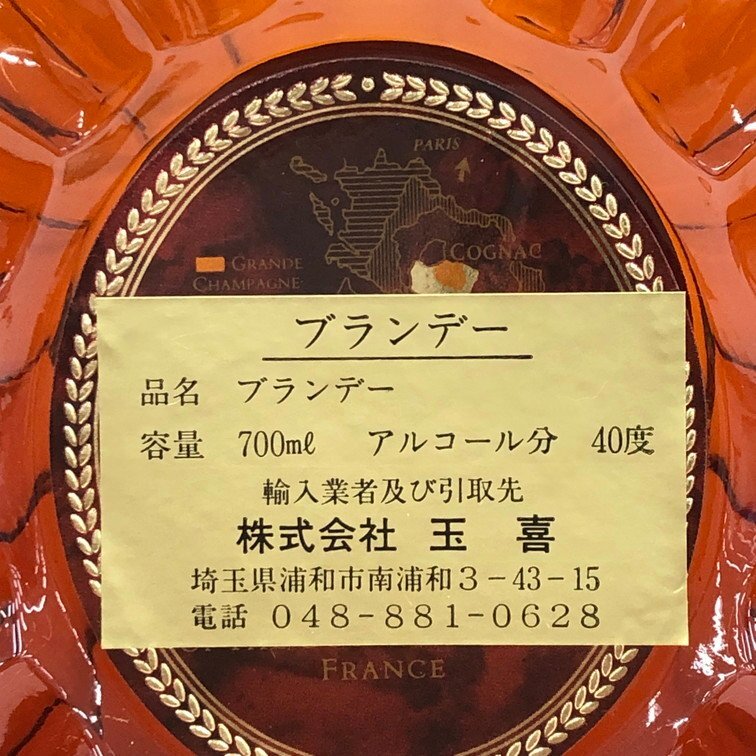 PARIS
COGNAC
GRANDE
CHAMPAGNE
ブランデー
品名 ブランデー
容量 700mℓ アルコール分 40度
輸入業者及び引取先
株式会社 玉喜
埼玉県浦和市南浦和3-43-15
電話 048-881-0628
FRANCE